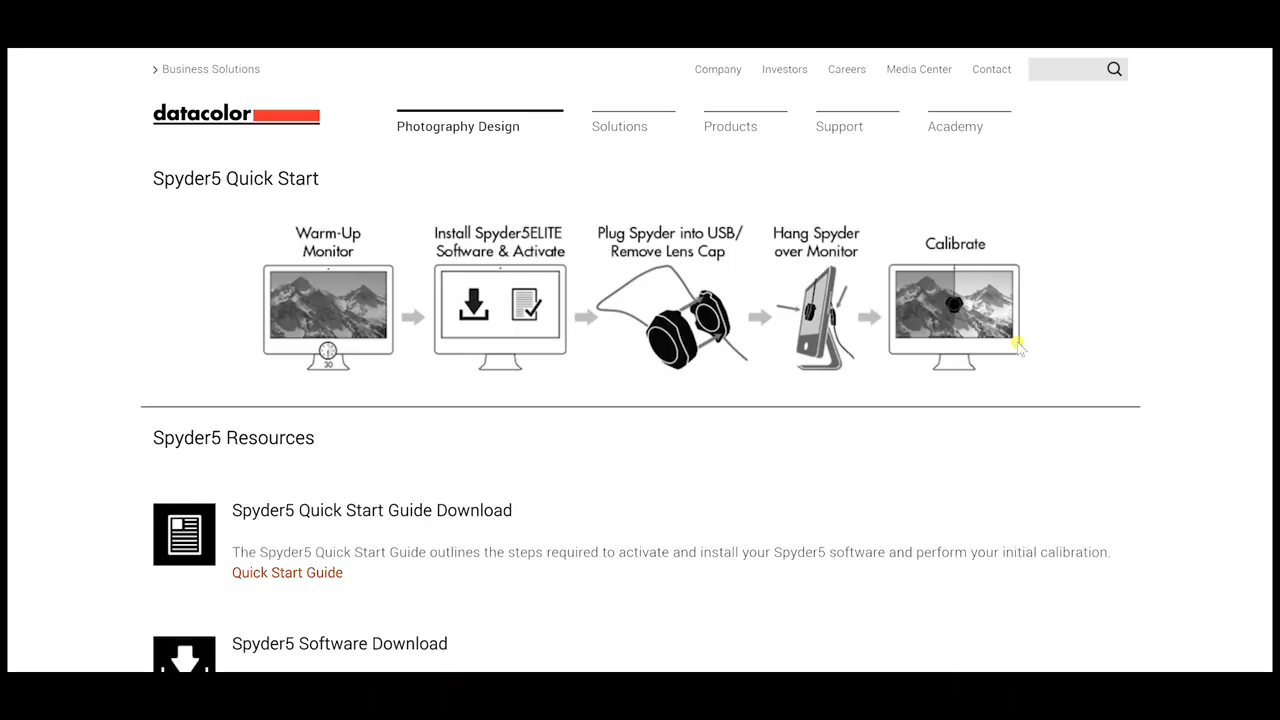 Business Solutions
Company Investors Careers Media Center Contact
datacolor
Photography Design Solutions Products Support Academy
Spyder5 Quick Start
Warm-Up
Monitor
Install Spyder5ELITE
Software & Activate
Plug Spyder into USB/
Remove Lens Cap
Hang Spyder
over Monitor
Calibrate
30
Spyder5 Resources
Spyder5 Quick Start Guide Download
The Spyder5 Quick Start Guide outlines the steps required to activate and install your Spyder5 software and perform your initial calibration.
Quick Start Guide
Spyder5 Software Download